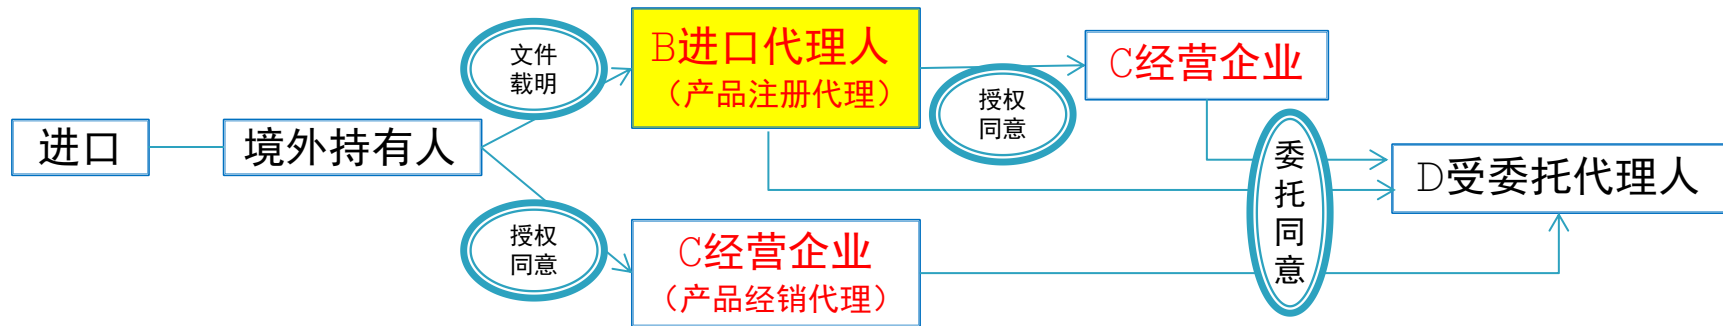 进口
境外持有人
文件
载明
B进口代理人
（产品注册代理）
授权
同意
C经营企业
授权
同意
C经营企业
（产品经销代理）
委
托
同
意
D受委托代理人